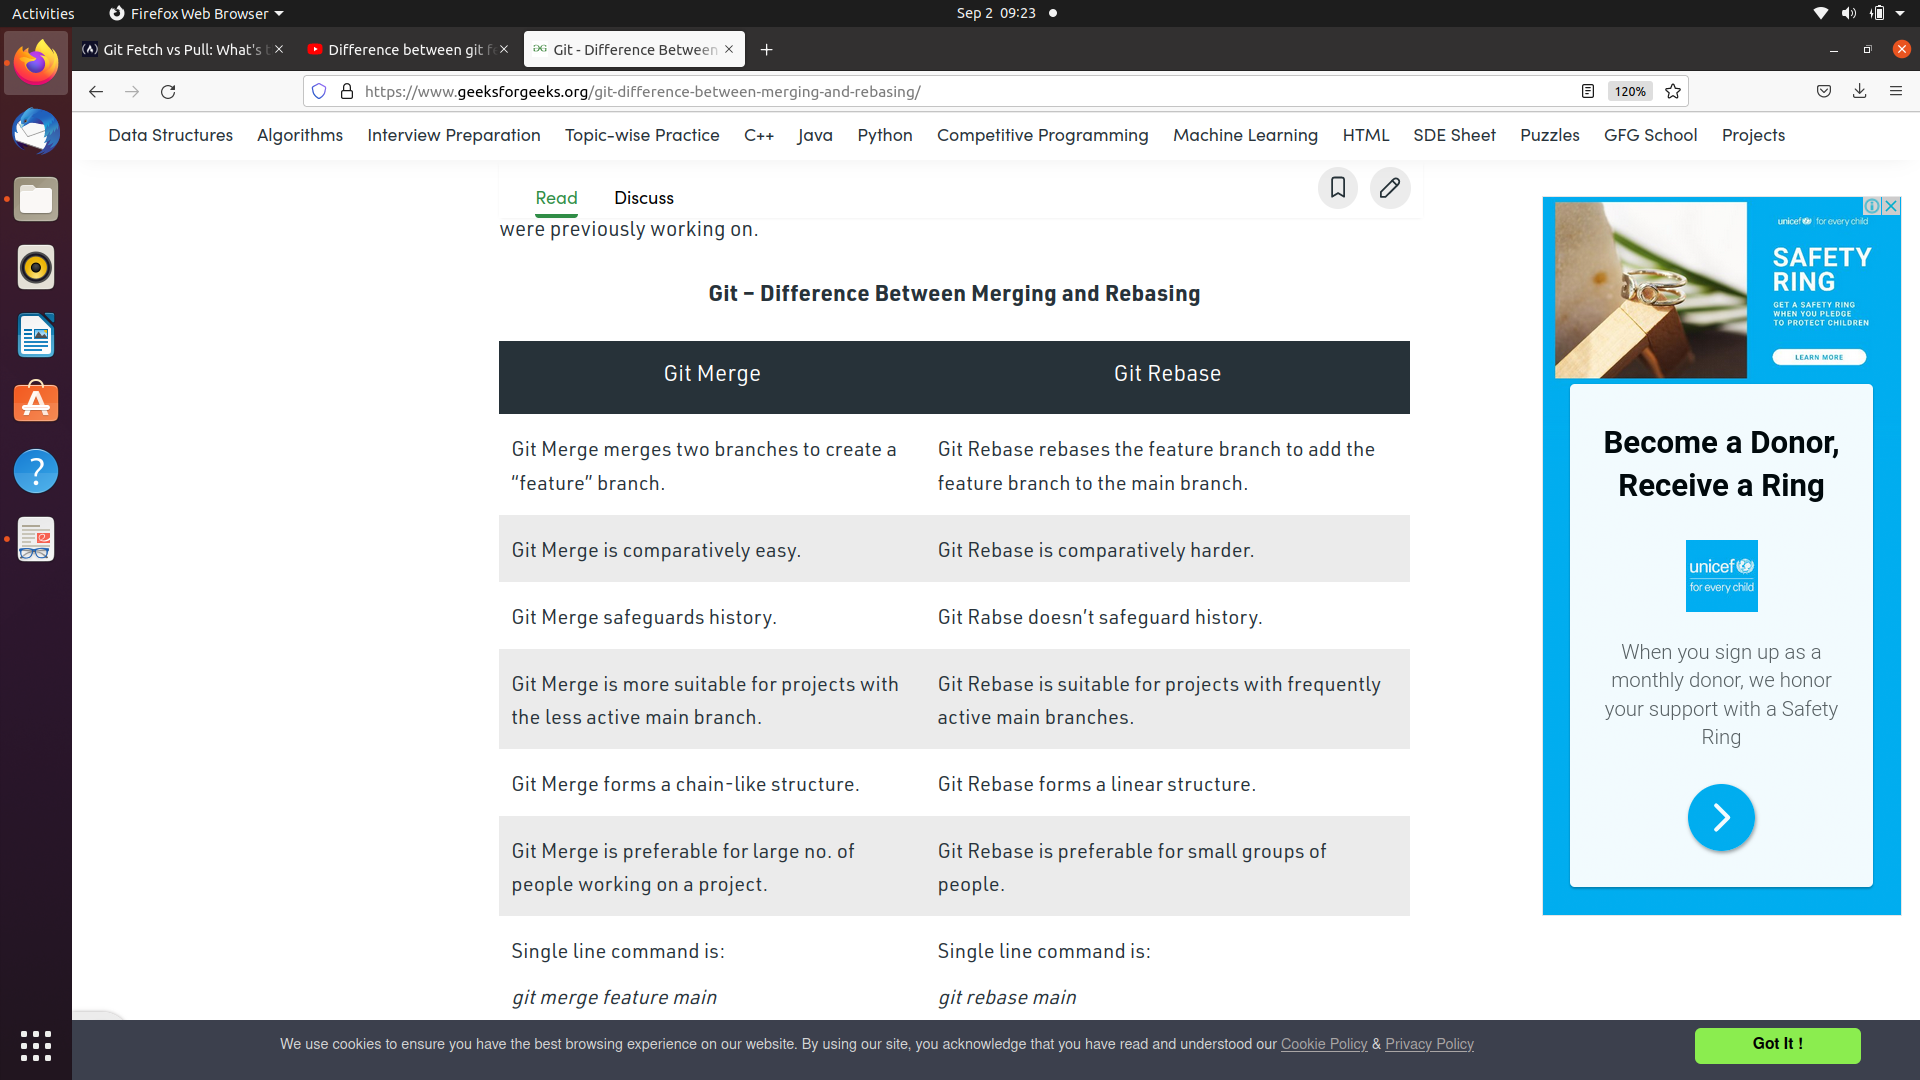 Activities
Firefox Web Browser
Sep 2 09:23
Git Fetch vs Pull: What's
Difference between git
Git - Difference Between
https://www.geeksforgeeks.org/git-difference-between-merging-and-rebasing/
120%
Data Structures Algorithms Interview Preparation Topic-wise Practice C++ Java Python Competitive Programming Machine Learning HTML SDE Sheet Puzzles GFG School Projects
Read Discuss
were previously working on.
Git – Difference Between Merging and Rebasing
Git Merge
Git Rebase
Git Merge merges two branches to create a
“feature” branch.
Git Rebase rebases the feature branch to add the
feature branch to the main branch.
Git Merge is comparatively easy.
Git Rebase is comparatively harder.
Git Merge safeguards history.
Git Rabse doesn’t safeguard history.
Git Merge is more suitable for projects with
the less active main branch.
Git Rebase is suitable for projects with frequently
active main branches.
Git Merge forms a chain-like structure.
Git Rebase forms a linear structure.
Git Merge is preferable for large no. of
people working on a project.
Git Rebase is preferable for small groups of
people.
Single line command is:
git merge feature main
Single line command is:
git rebase main
unicef for every child
SAFETY
RING
GET A SAFETY RING
WHEN YOU PLEDGE
TO PROTECT CHILDREN
LEARN MORE
Become a Donor,
Receive a Ring
unicef
for every child
When you sign up as a
monthly donor, we honor
your support with a Safety
Ring
We use cookies to ensure you have the best browsing experience on our website. By using our site, you acknowledge that you have read and understood our Cookie Policy & Privacy Policy
Got It !